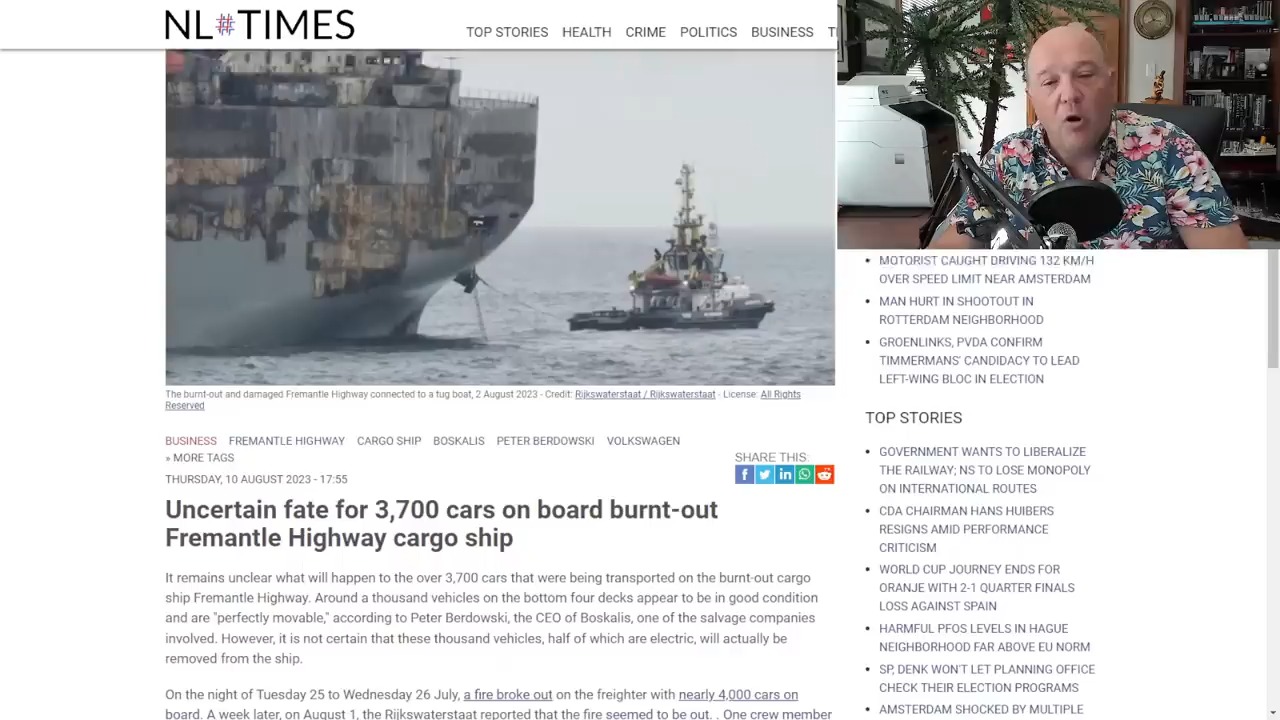 NL#TIMES
TOP STORIES HEALTH CRIME POLITICS BUSINESS
The burnt-out and damaged Fremantle Highway connected to a tug boat, 2 August 2023 - Credit: Rijkswaterstaat / Rijkswaterstaat - License: All Rights
Reserved
BUSINESS FREMANTLE HIGHWAY CARGO SHIP BOSKALIS PETER BERDOWSKI VOLKSWAGEN
» MORE TAGS
SHARE THIS:
THURSDAY, 10 AUGUST 2023 - 17:55
Uncertain fate for 3,700 cars on board burnt-out
Fremantle Highway cargo ship
It remains unclear what will happen to the over 3,700 cars that were being transported on the burnt-out cargo
ship Fremantle Highway. Around a thousand vehicles on the bottom four decks appear to be in good condition
and are "perfectly movable," according to Peter Berdowski, the CEO of Boskalis, one of the salvage companies
involved. However, it is not certain that these thousand vehicles, half of which are electric, will actually be
removed from the ship.
On the night of Tuesday 25 to Wednesday 26 July, a fire broke out on the freighter with nearly 4,000 cars on
board. A week later, on August 1, the Rijkswaterstaat reported that the fire seemed to be out. . One crew member
MOTORIST CAUGHT DRIVING 132 KM/H
OVER SPEED LIMIT NEAR AMSTERDAM
MAN HURT IN SHOOTOUT IN
ROTTERDAM NEIGHBORHOOD
GROENLINKS, PVDA CONFIRM
TIMMERMANS' CANDIDACY TO LEAD
LEFT-WING BLOC IN ELECTION
TOP STORIES
GOVERNMENT WANTS TO LIBERALIZE
THE RAILWAY; NS TO LOSE MONOPOLY
ON INTERNATIONAL ROUTES
CDA CHAIRMAN HANS HUIBERS
RESIGNS AMID PERFORMANCE
CRITICISM
WORLD CUP JOURNEY ENDS FOR
ORANJE WITH 2-1 QUARTER FINALS
LOSS AGAINST SPAIN
HARMFUL PFOS LEVELS IN HAGUE
NEIGHBORHOOD FAR ABOVE EU NORM
SP, DENK WON'T LET PLANNING OFFICE
CHECK THEIR ELECTION PROGRAMS
AMSTERDAM SHOCKED BY MULTIPLE